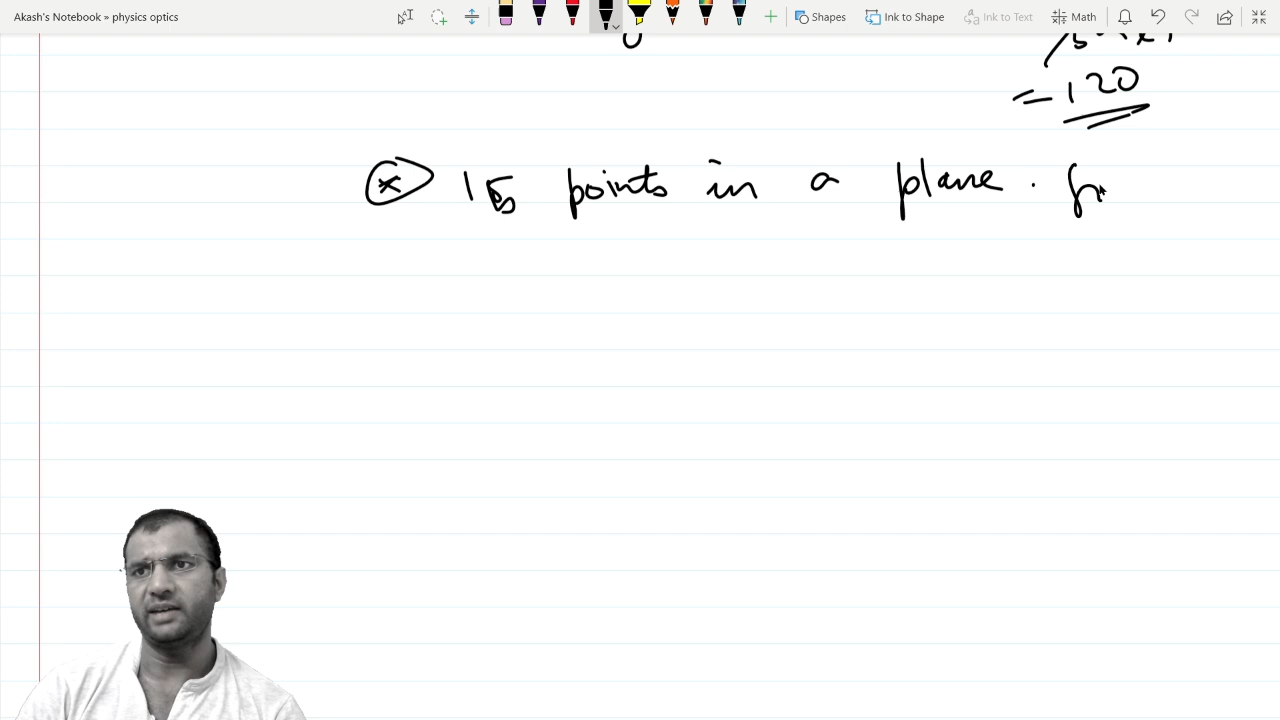 Akash's Notebook » physics optics
Shapes
Ink to Shape
Ink to Text
Math
= 120
* 15 points in a plane.